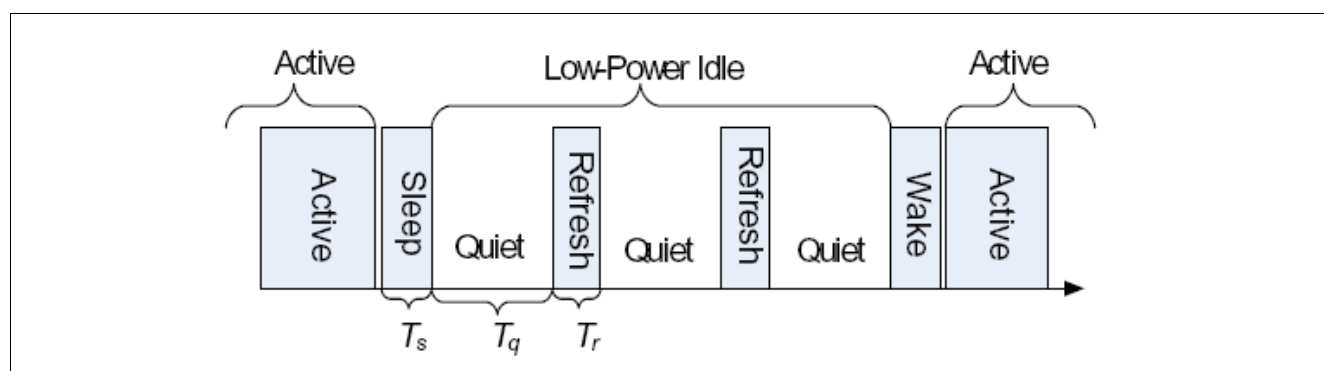 Active Low-Power Idle Active
Active Sleep Quiet Refresh Quiet Refresh Quiet Wake Active
Ts Tq Tr